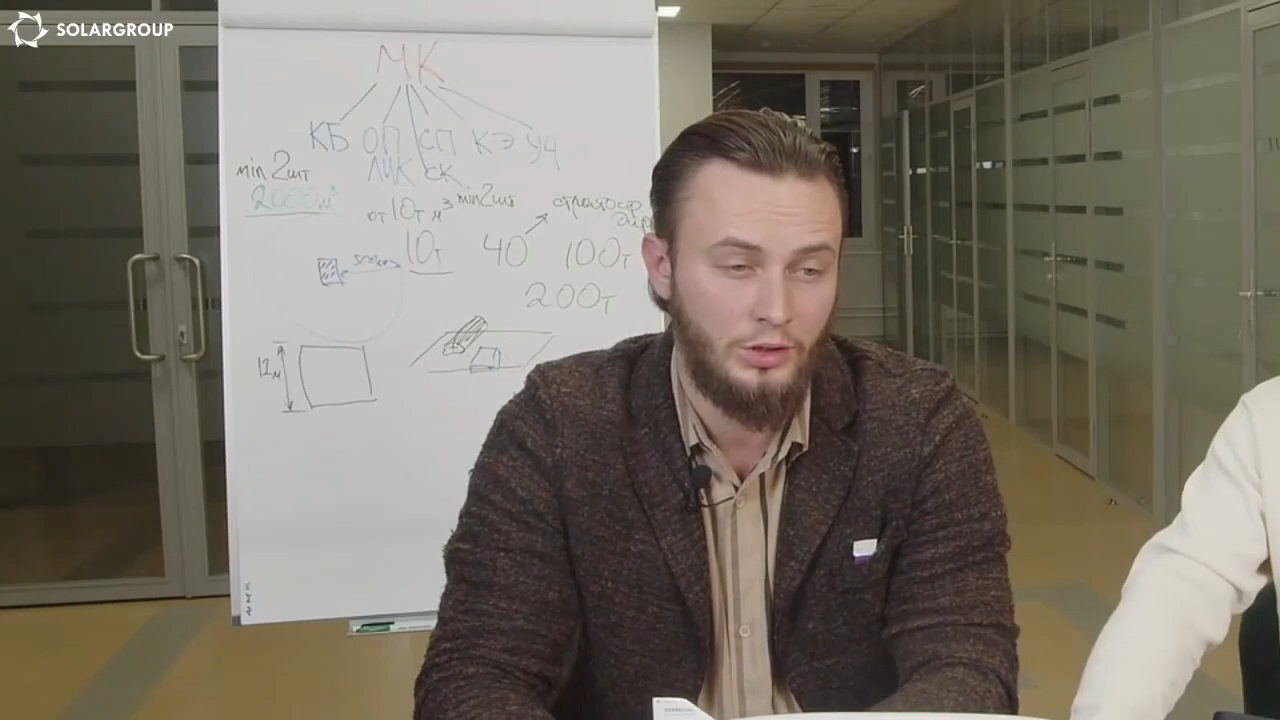 SOLARGROUP
МК
КБ ОП СП КЭ УЧ
ЛИК СК
min 2шт
2000м³
от 10т м³ min 2шт
10т 40 100т
200т
12м